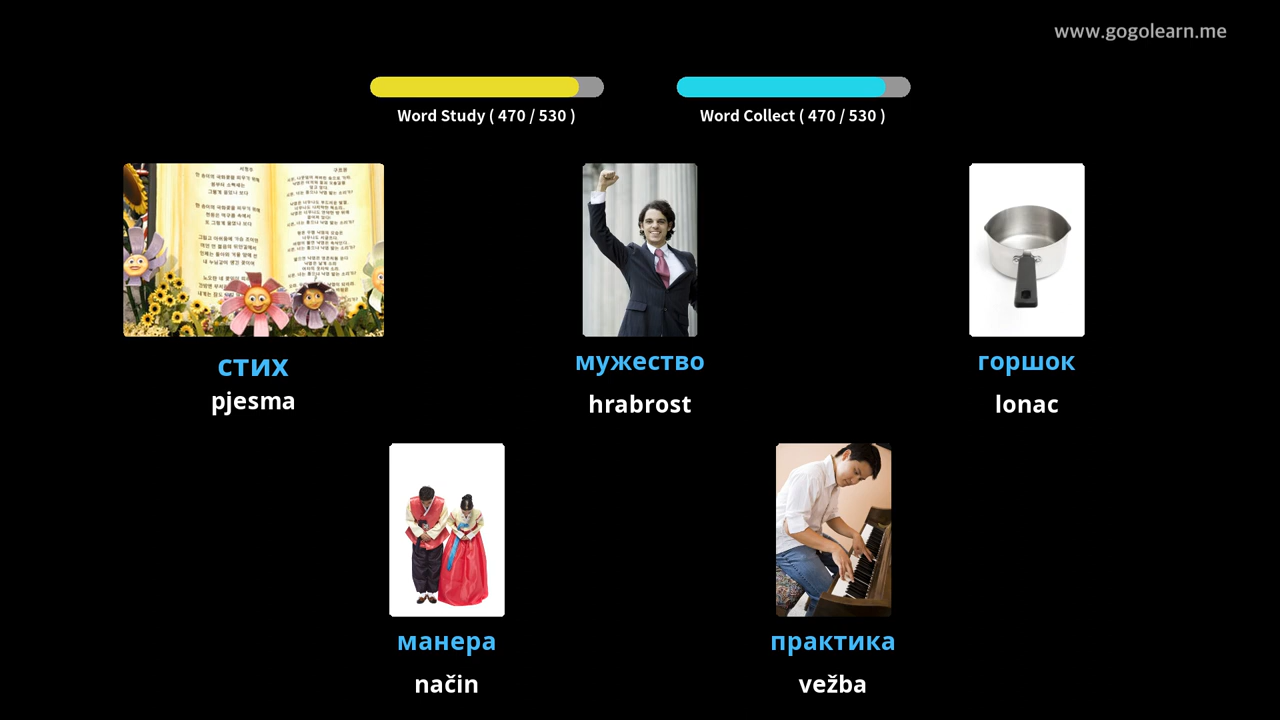 www.gogolearn.me
Word Study ( 470 / 530 )
Word Collect ( 470 / 530 )
стих
pjesma
мужество
hrabrost
горшок
lonac
манера
način
практика
vežba